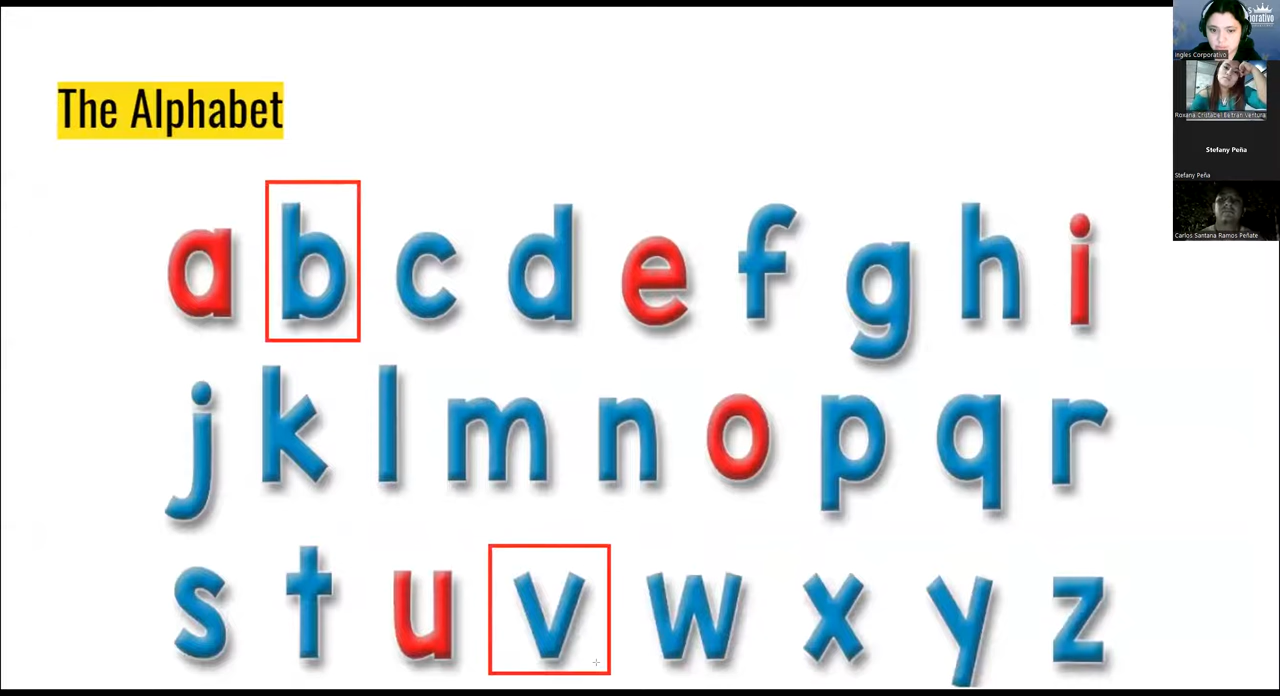 The Alphabet
a b c d e f g h i
j k l m n o p q r
s t u v w x y z
Ingles Corporativo
Roxana Cristabel Beltran Ventura
Stefany Peña
Stefany Peña
Carlos Santana Ramos Peñate